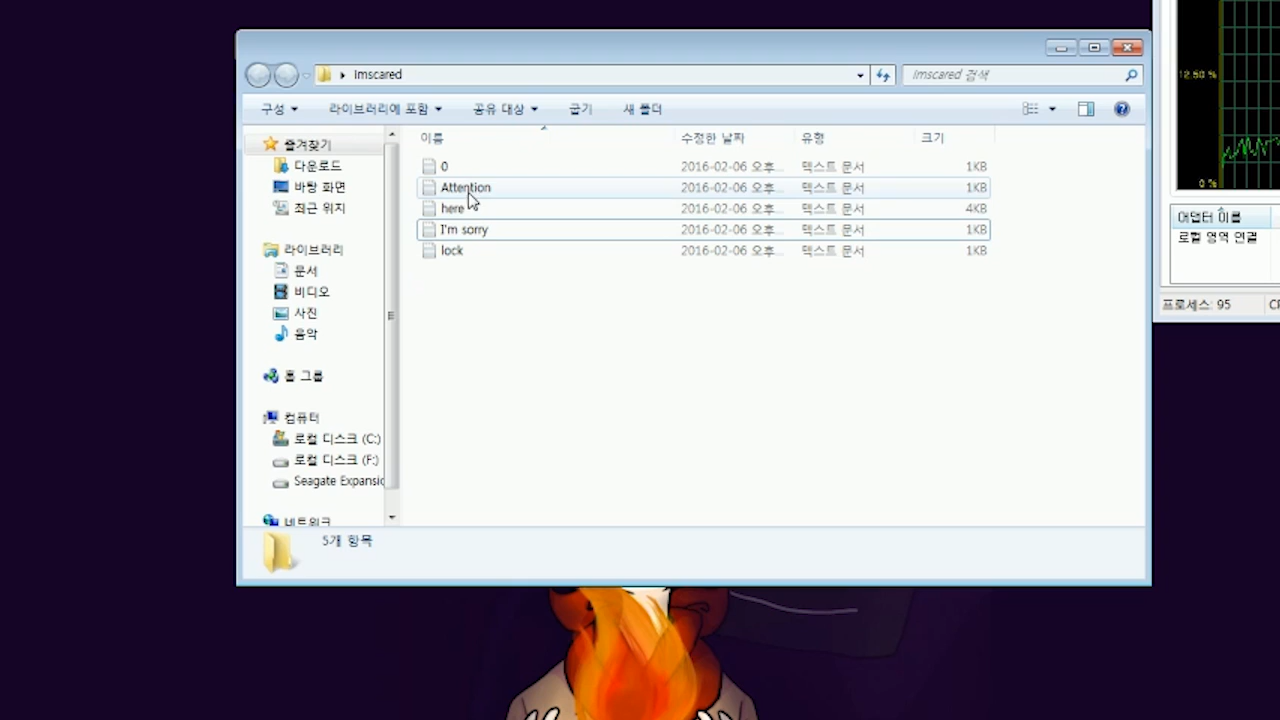 Imscared
Imscared 검색
구성
라이브러리에 포함
공유 대상
굽기
새 폴더
이름 수정한 날짜 유형 크기
0 2016-02-06 오후... 텍스트 문서 1KB
Attention 2016-02-06 오후... 텍스트 문서 1KB
here 2016-02-06 오후... 텍스트 문서 4KB
I'm sorry 2016-02-06 오후... 텍스트 문서 1KB
lock 2016-02-06 오후... 텍스트 문서 1KB
즐겨찾기
다운로드
바탕 화면
최근 위치
라이브러리
문서
비디오
사진
음악
홈 그룹
컴퓨터
로컬 디스크 (C:)
로컬 디스크 (F:)
Seagate Expansic
네트워크
5개 항목
12.50 %
0 %
어댑터 이름
로컬 영역 연결
프로세스: 95